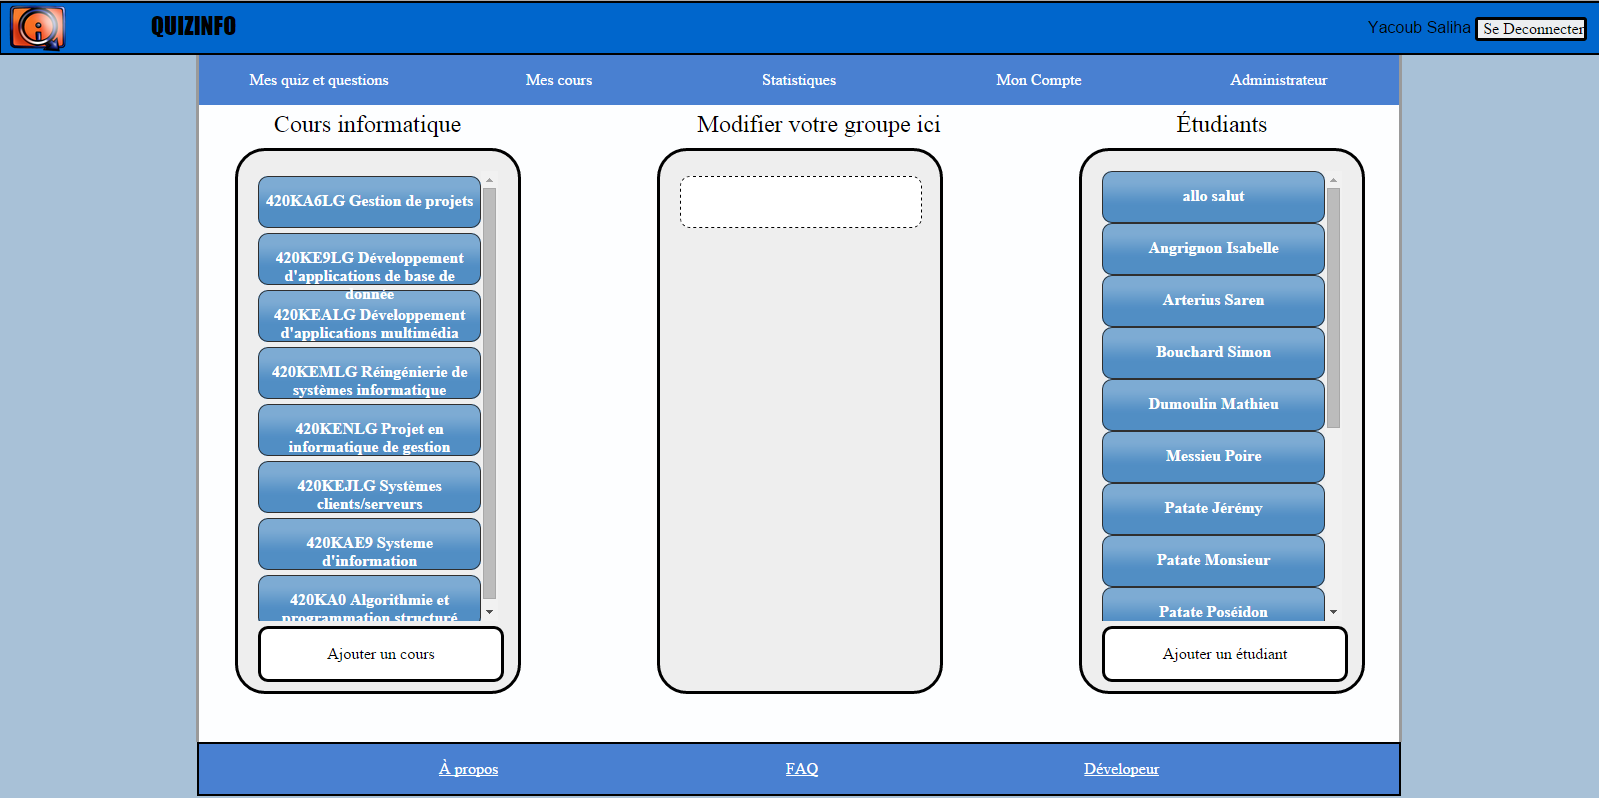 QUIZINFO
Yacoub Saliha
Se Deconnecter
Mes quiz et questions
Mes cours
Statistiques
Mon Compte
Administrateur
Cours informatique
420KA6LG Gestion de projets
420KE9LG Développement
d'applications de base de
donnée
420KEALG Développement
d'applications multimédia
420KEMLG Réingénierie de
systèmes informatique
420KENLG Projet en
informatique de gestion
420KEJLG Systèmes
clients/serveurs
420KAE9 Systeme
d'information
420KA0 Algorithmie et
programmation structuré
Ajouter un cours
Modifier votre groupe ici
Étudiants
allo salut
Angrignon Isabelle
Arterius Saren
Bouchard Simon
Dumoulin Mathieu
Messieu Poire
Patate Jérémy
Patate Monsieur
Patate Poséidon
Ajouter un étudiant
À propos
FAQ
Dévelopeur